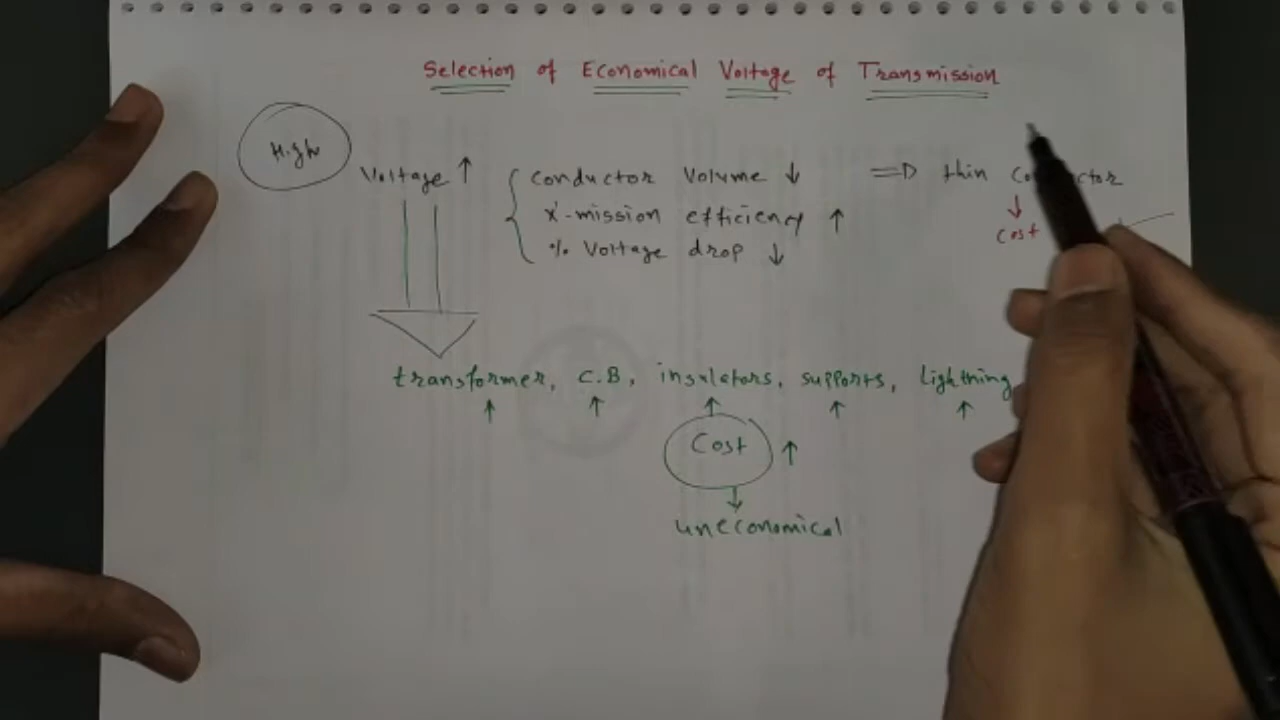 Selection of Economical Voltage of Transmission
High
Voltage ↑ { Conductor Volume ↓ ⇒ thin
x'-mission efficiency ↑
% Voltage drop ↓
↓
Cost
transformer, C.B, insulators, supports, lighting
↑ ↑ ↑ ↑ ↑
Cost ↑
↓
uneconomical